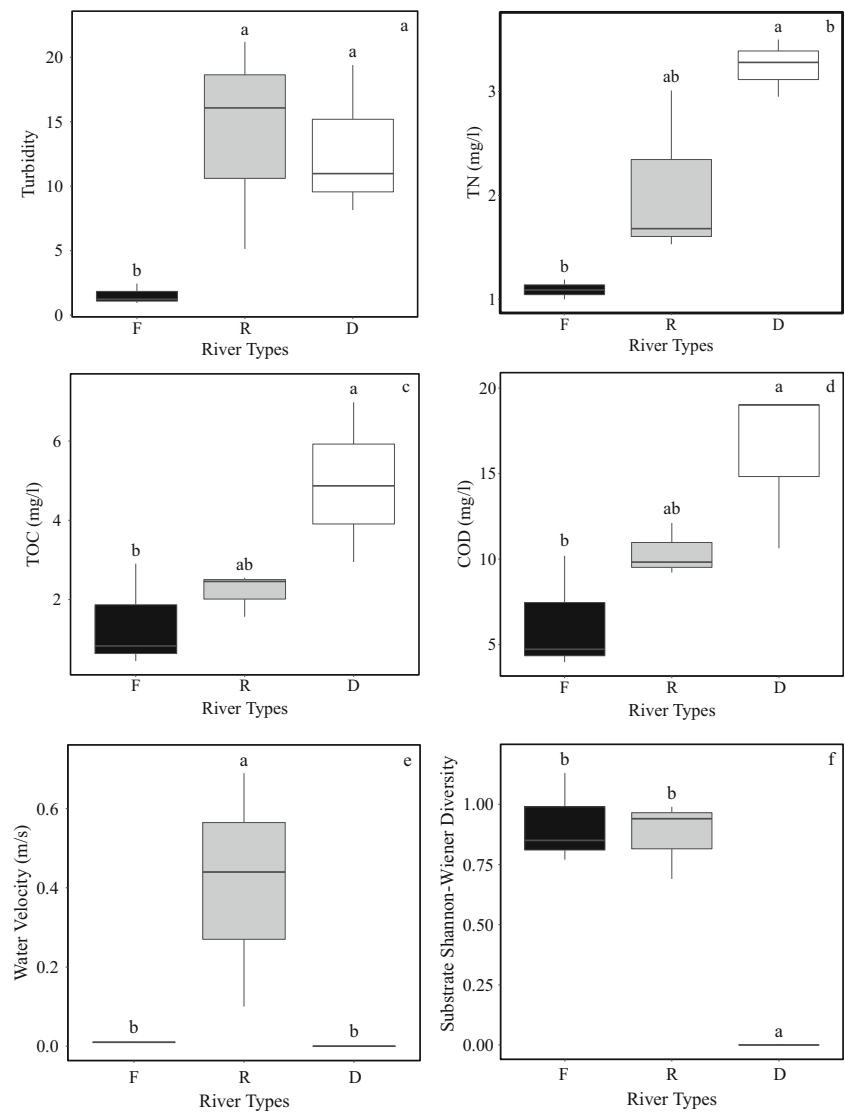 a
Turbidity
20
15
10
5
0
b a a
F R D
River Types
b
TN (mg/l)
3
2
1
b ab a
F R D
River Types
c
TOC (mg/l)
6
4
2
b ab a
F R D
River Types
d
COD (mg/l)
20
15
10
5
b ab a
F R D
River Types
e
Water Velocity (m/s)
0.6
0.4
0.2
0.0
b a b
F R D
River Types
f
Substrate Shannon-Wiener Diversity
1.00
0.75
0.50
0.25
0.00
b b a
F R D
River Types